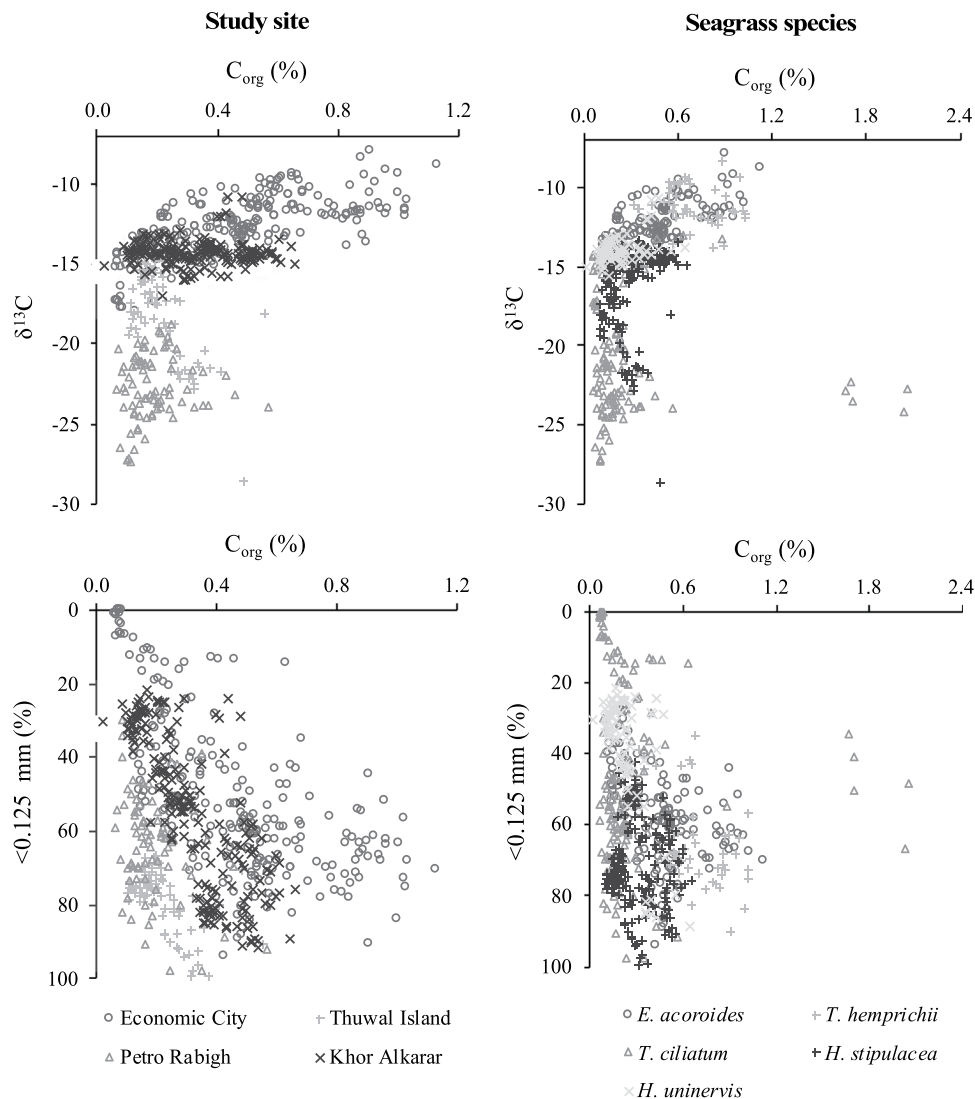 Study site
C_org (%)
0.0 0.4 0.8 1.2
-10
-15
-20
-25
-30
δ¹³C
Seagrass species
C_org (%)
0.0 0.6 1.2 1.8 2.4
-10
-15
-20
-25
-30
δ¹³C
C_org (%)
0.0 0.4 0.8 1.2
0
20
40
60
80
100
<0.125 mm (%)
Economic City Thuwal Island
Petro Rabigh Khor Alkarar
C_org (%)
0.0 0.6 1.2 1.8 2.4
0
20
40
60
80
100
<0.125 mm (%)
E. acoroides T. hemprichii
T. ciliatum H. stipulacea
H. uninervis